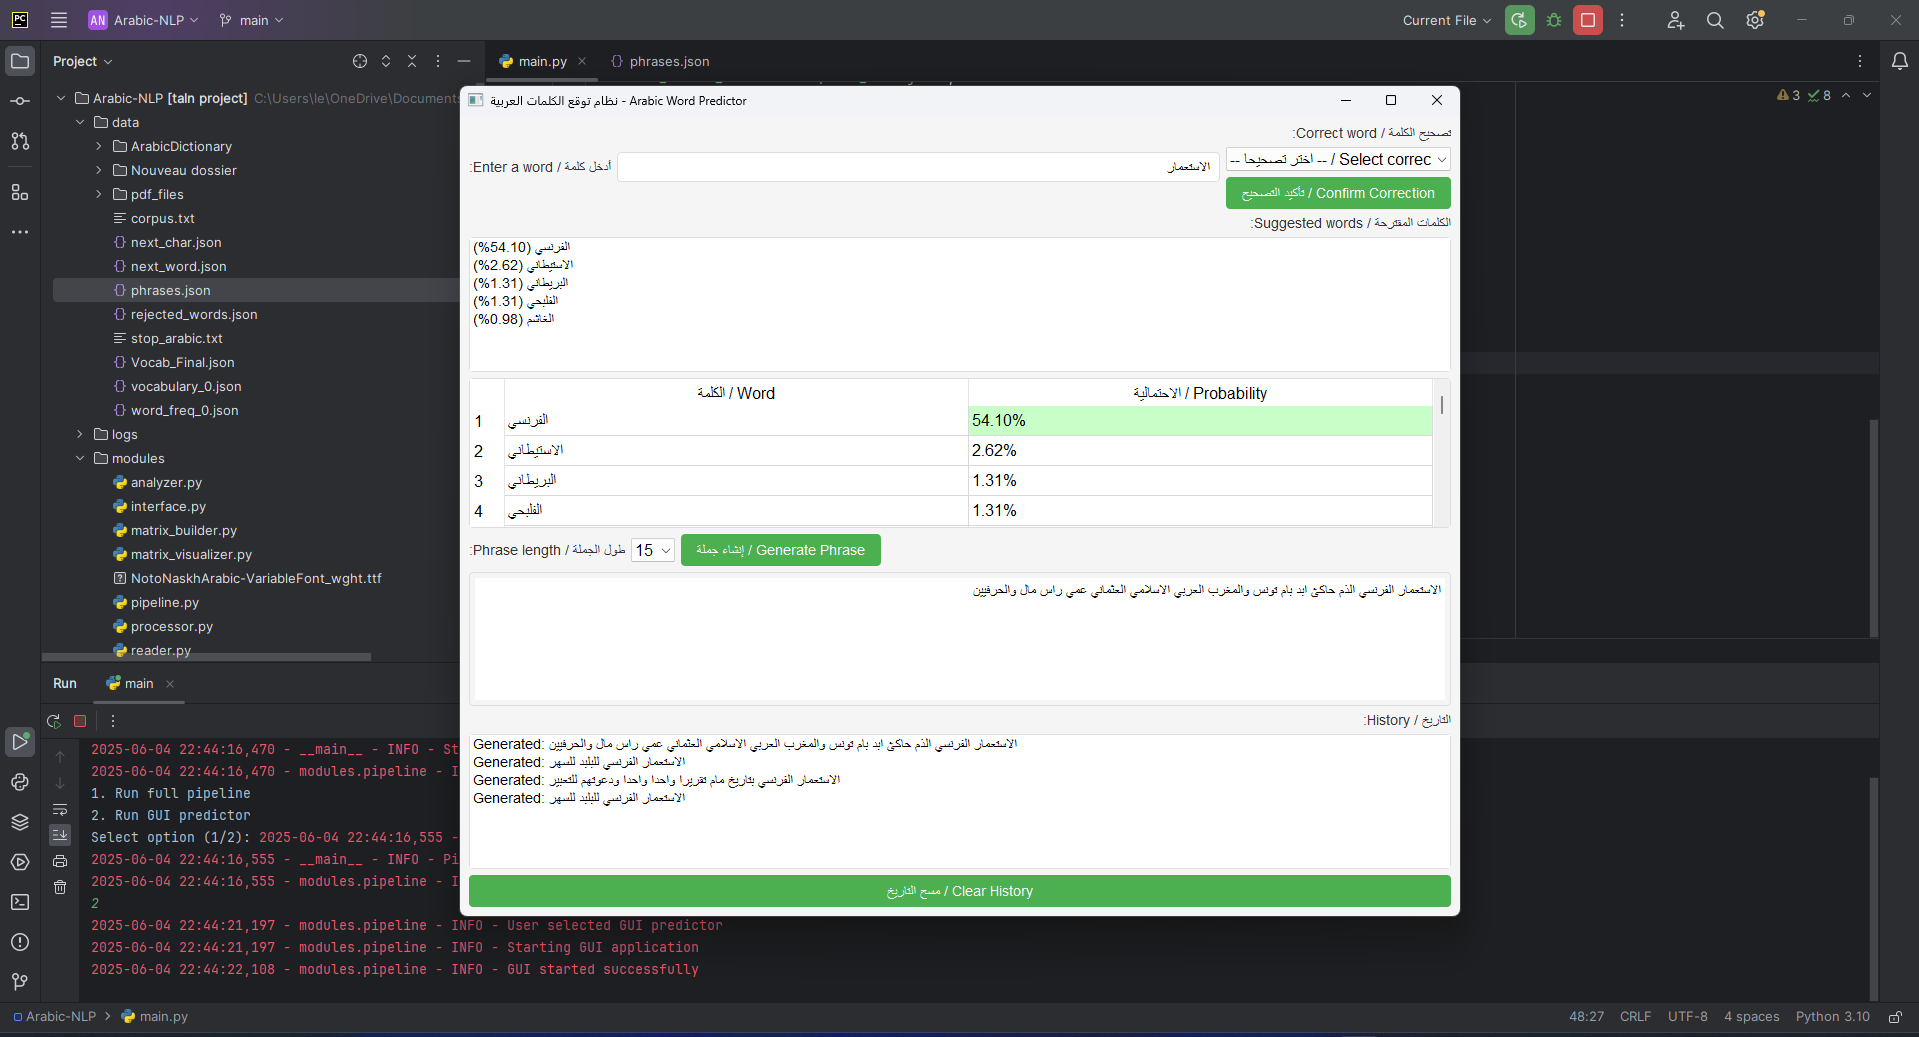 PC
AN Arabic-NLP
main
Current File
Project
main.py
phrases.json
Arabic-NLP [taln project] C:\Users\le\OneDrive\Document
data
ArabicDictionary
Nouveau dossier
pdf_files
corpus.txt
next_char.json
next_word.json
phrases.json
rejected_words.json
stop_arabic.txt
Vocab_Final.json
vocabulary_0.json
word_freq_0.json
logs
modules
analyzer.py
interface.py
matrix_builder.py
matrix_visualizer.py
NotoNaskhArabic-VariableFont_wght.ttf
pipeline.py
processor.py
reader.py
3 8
نظام توقع الكلمات العربية - Arabic Word Predictor
تصحيح الكلمة / Correct word:
أدخل كلمة / Enter a word:
الاستعمار
-- اختر تصحيحا / Select correc
تأكيد التصحيح / Confirm Correction
الكلمات المقترحة / Suggested words:
الفرنسي (54.10%)
الاستيطاني (2.62%)
البريطاني (1.31%)
الفلبحي (1.31%)
الغاشم (0.98%)
الكلمة / Word
الاحتمالية / Probability
1 الفرنسي 54.10%
2 الاستيطاني 2.62%
3 البريطاني 1.31%
4 الفلبحي 1.31%
طول الجملة / Phrase length: 15
إنشاء جملة / Generate Phrase
الاستعمار الفرنسي الذم حاكئ ابد بام تونس والمغرب العربي الاسلامي العثماني عمي راس مال والحرفيين
التاريخ / History:
Generated: الاستعمار الفرنسي الذم حاكئ ابد بام تونس والمغرب العربي الاسلامي العثماني عمي راس مال والحرفيين
Generated: الاستعمار الفرنسي للبلبد للسهر
Generated: الاستعمار الفرنسي بتاريخ مام تقريرا واحدا واحدا ودعوتهم للتعبير
Generated: الاستعمار الفرنسي للبلبد للسهر
مسح التاريخ / Clear History
Run
main
2025-06-04 22:44:16,470 - __main__ - INFO - St
2025-06-04 22:44:16,470 - modules.pipeline - I
1. Run full pipeline
2. Run GUI predictor
Select option (1/2): 2025-06-04 22:44:16,555 -
2025-06-04 22:44:16,555 - __main__ - INFO - Pi
2025-06-04 22:44:16,555 - modules.pipeline - I
2
2025-06-04 22:44:21,197 - modules.pipeline - INFO - User selected GUI predictor
2025-06-04 22:44:21,197 - modules.pipeline - INFO - Starting GUI application
2025-06-04 22:44:22,108 - modules.pipeline - INFO - GUI started successfully
Arabic-NLP > main.py
48:27 CRLF UTF-8 4 spaces Python 3.10